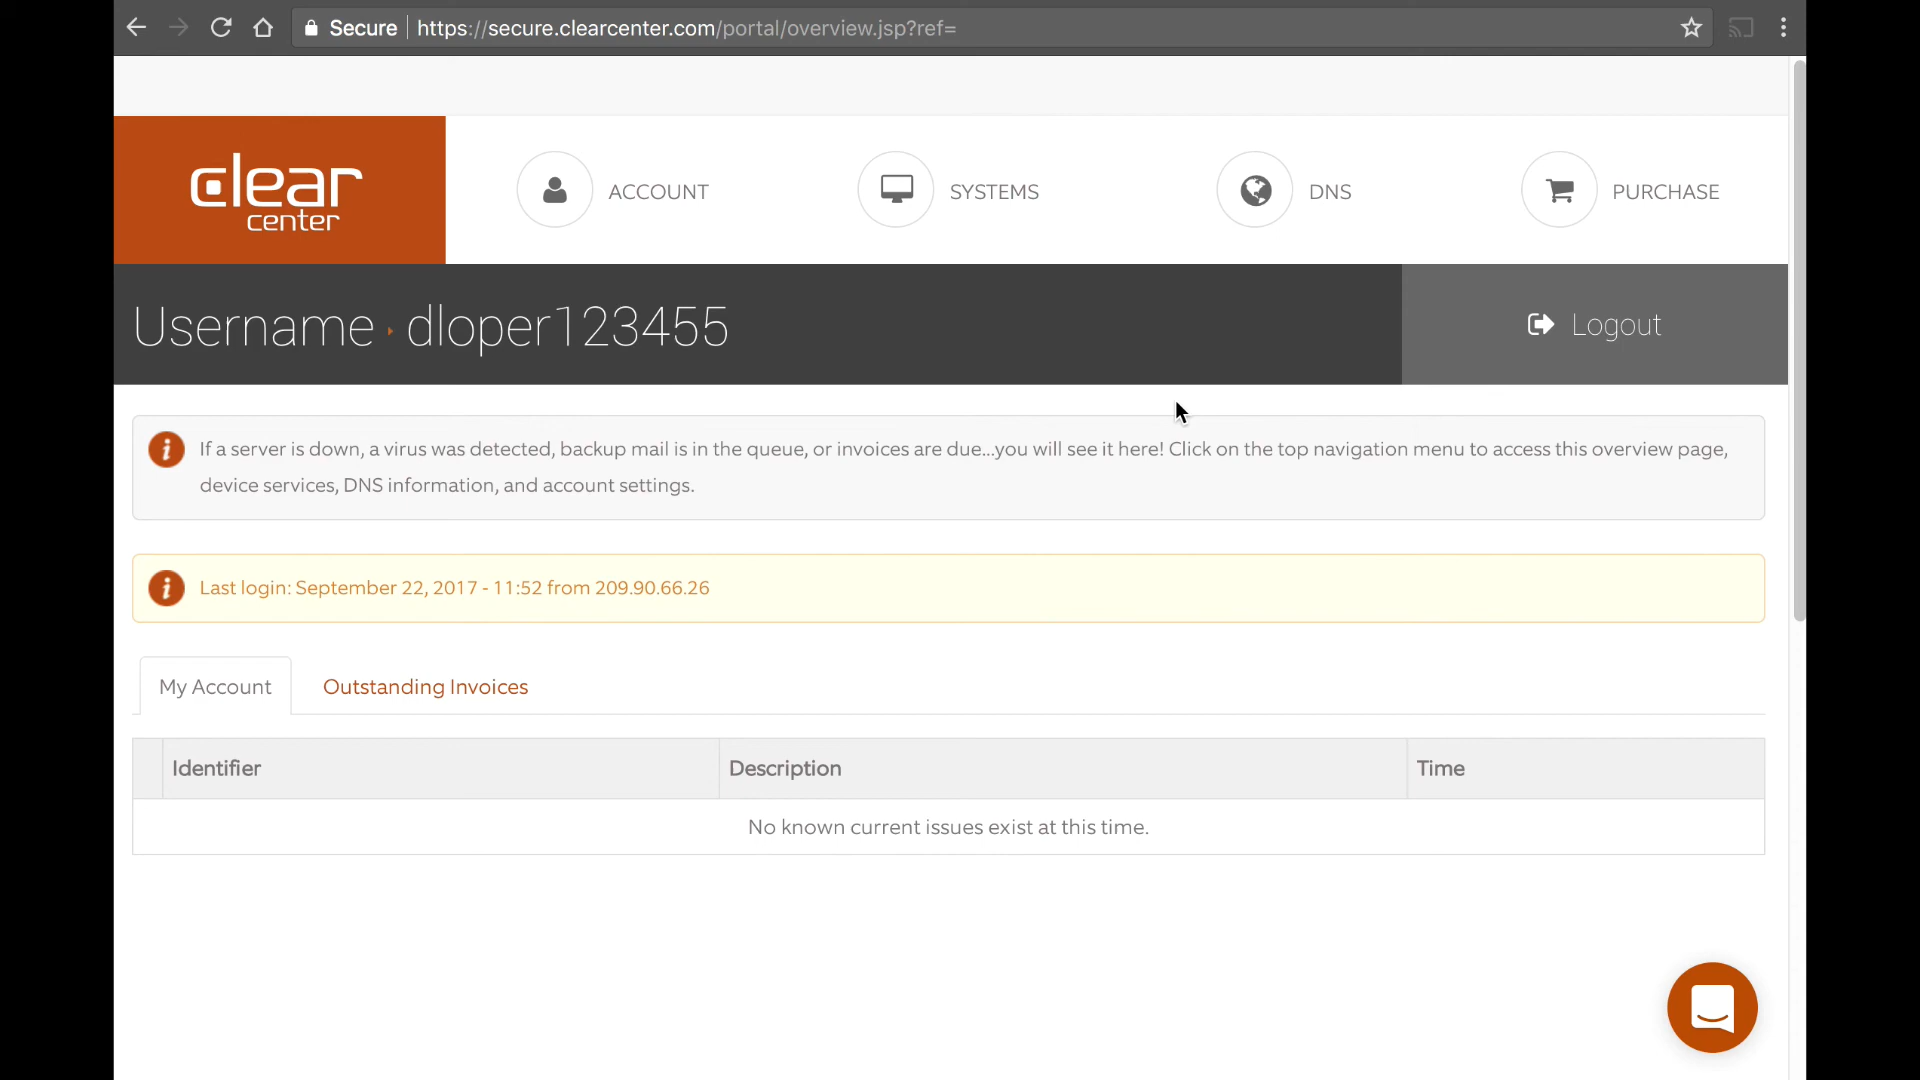 Secure https://secure.clearcenter.com/portal/overview.jsp?ref=
clear
center
ACCOUNT
SYSTEMS
DNS
PURCHASE
Username dloper123455
Logout
If a server is down, a virus was detected, backup mail is in the queue, or invoices are due...you will see it here! Click on the top navigation menu to access this overview page,
device services, DNS information, and account settings.
Last login: September 22, 2017 - 11:52 from 209.90.66.26
My Account
Outstanding Invoices
Identifier
Description
Time
No known current issues exist at this time.